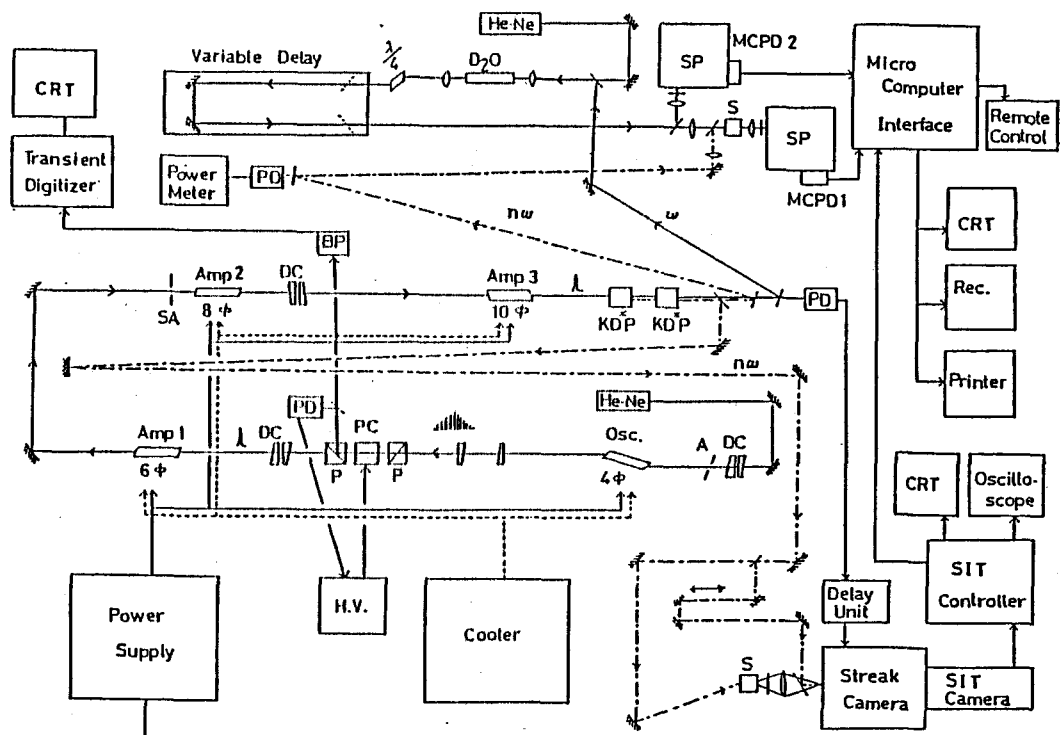 He-Ne
MCPD 2
Variable Delay
λ/4
D₂O
SP
Micro
Computer
Interface
CRT
S
SP
Remote
Control
Transient
Digitizer
Power
Meter
PD
MCPD1
nω
ω
BP
CRT
Amp 2
DC
Amp 3
l
PD
SA
8 φ
10 φ
KD*P
KD*P
Rec.
nω
Printer
PD
He-Ne
Amp 1
l
DC
PC
Osc.
A
DC
P
P
6 φ
4 φ
CRT
Oscillo-
scope
Power
Supply
H.V.
Cooler
Delay
Unit
SIT
Controller
S
Streak
Camera
SIT
Camera